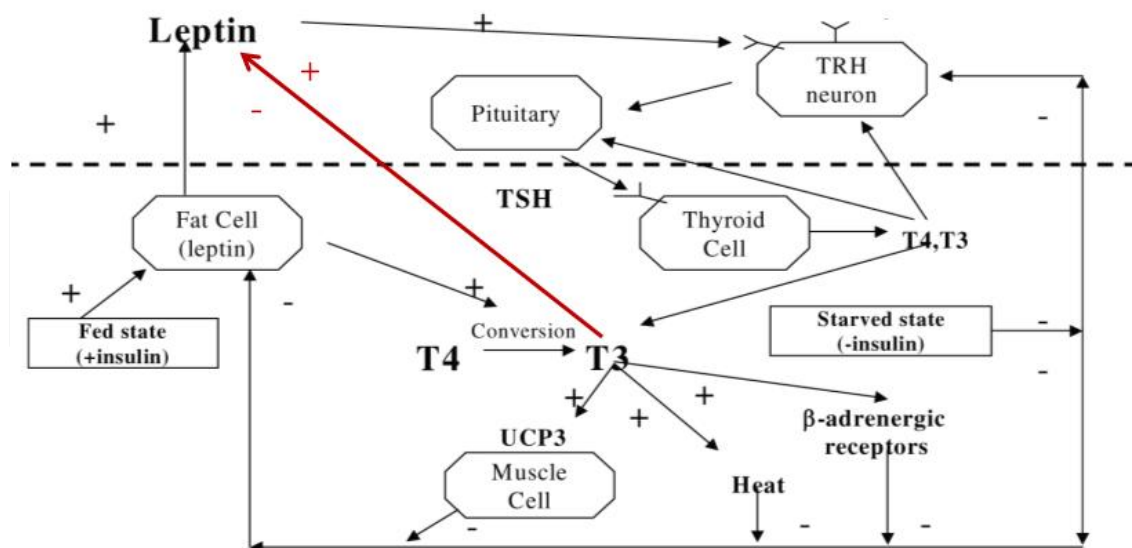 Leptin
+
TRH
neuron
+
-
Pituitary
+
-
TSH
Fat Cell
(leptin)
Thyroid
Cell
T4,T3
+
+
-
Fed state
(+insulin)
Conversion
T4
T3
Starved state
(-insulin)
-
-
+
+
+
UCP3
Muscle
Cell
β-adrenergic
receptors
Heat
-
-
-